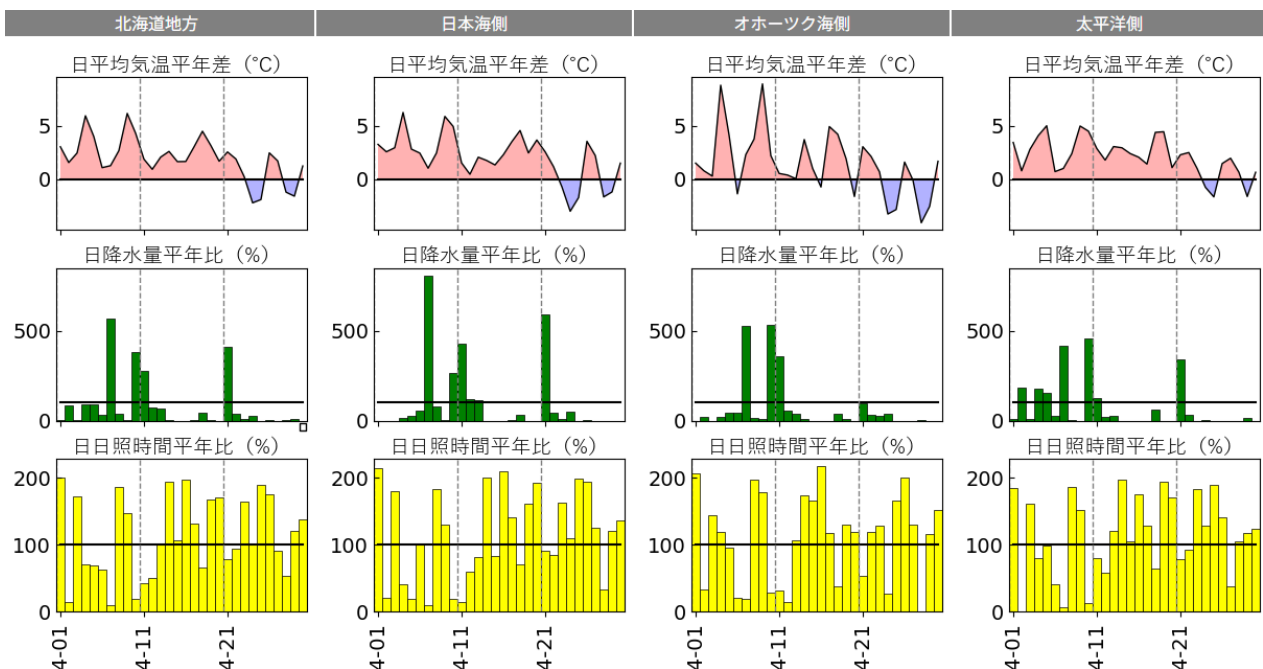 北海道地方 日本海側 オホーツク海側 太平洋側
日平均気温平年差（°C） 日平均気温平年差（°C） 日平均気温平年差（°C） 日平均気温平年差（°C）
5 5 5 5
0 0 0 0
日降水量平年比（%） 日降水量平年比（%） 日降水量平年比（%） 日降水量平年比（%）
500 500 500 500
0 0 0 0
日日照時間平年比（%） 日日照時間平年比（%） 日日照時間平年比（%） 日日照時間平年比（%）
200 200 200 200
100 100 100 100
0 0 0 0
4-01 4-11 4-21 4-01 4-11 4-21 4-01 4-11 4-21 4-01 4-11 4-21